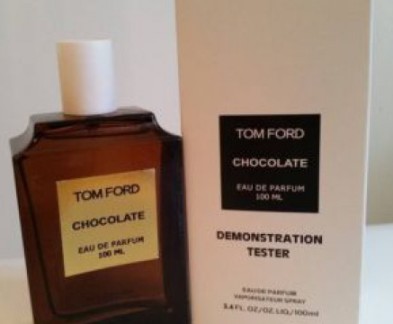 TOM FORD
CHOCOLATE
EAU DE PARFUM
100 ML
TOM FORD
CHOCOLATE
EAU DE PARFUM
100 ML
DEMONSTRATION
TESTER
EAU DE PARFUM
VAPORISATEUR SPRAY
3.4 FL. OZ/OZ. LIQ/100ml